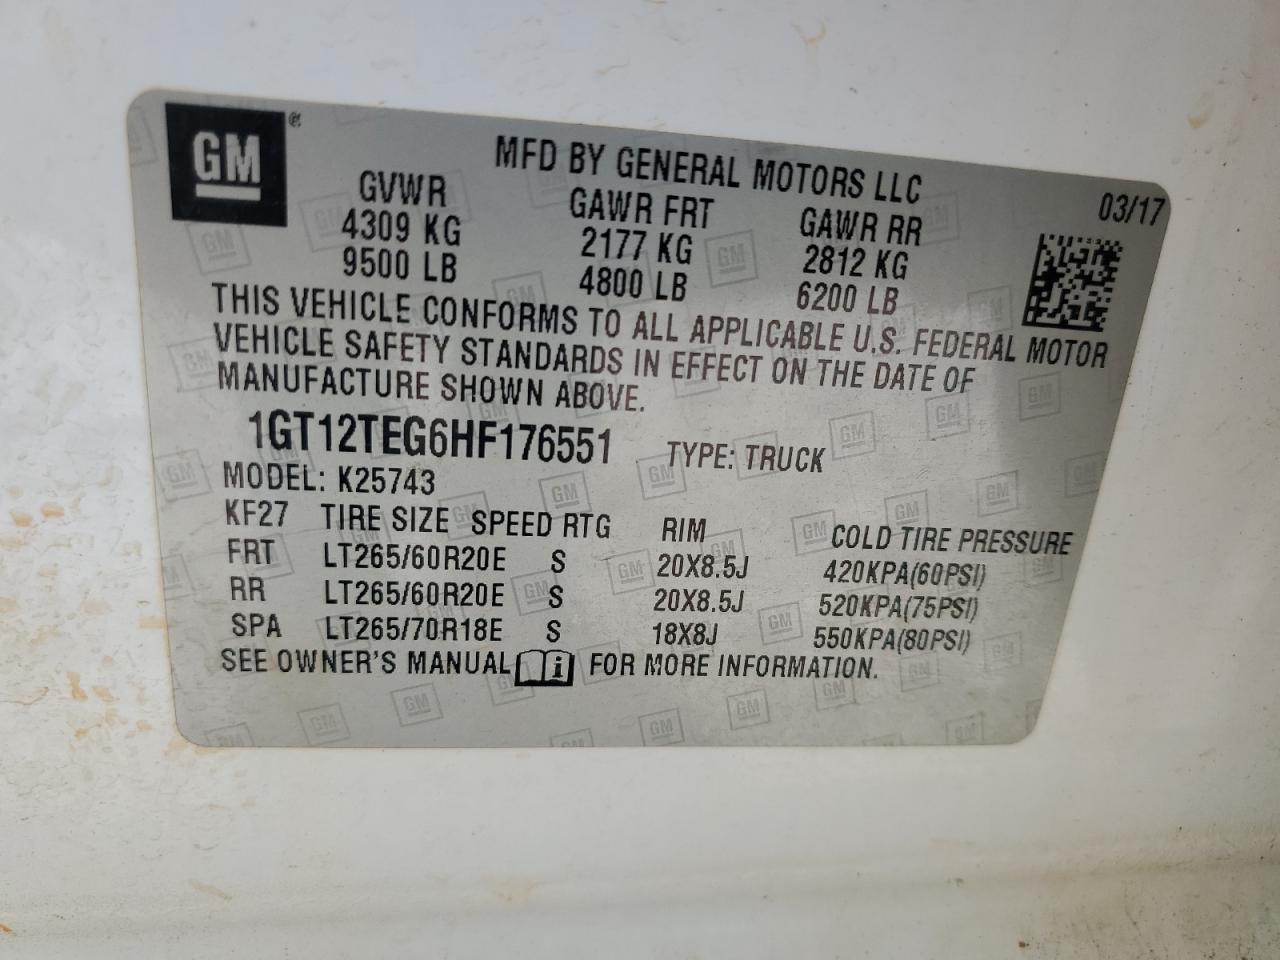 GM ®
MFD BY GENERAL MOTORS LLC
03/17
GVWR GAWR FRT GAWR RR
4309 KG 2177 KG 2812 KG
9500 LB 4800 LB 6200 LB
THIS VEHICLE CONFORMS TO ALL APPLICABLE U.S. FEDERAL MOTOR
VEHICLE SAFETY STANDARDS IN EFFECT ON THE DATE OF
MANUFACTURE SHOWN ABOVE.
1GT12TEG6HF176551 TYPE: TRUCK
MODEL: K25743
KF27 TIRE SIZE SPEED RTG RIM COLD TIRE PRESSURE
FRT LT265/60R20E S 20X8.5J 420KPA(60PSI)
RR LT265/60R20E S 20X8.5J 520KPA(75PSI)
SPA LT265/70R18E S 18X8J 550KPA(80PSI)
SEE OWNER'S MANUAL i FOR MORE INFORMATION.